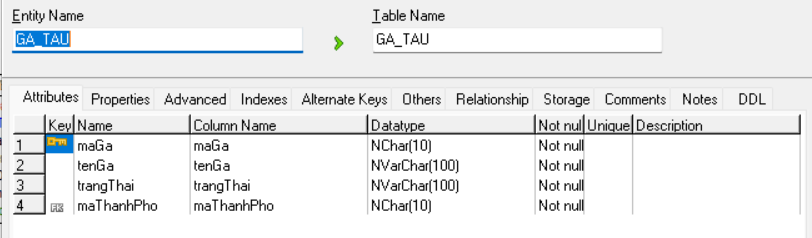 Entity Name Table Name
GA_TAU GA_TAU
Attributes Properties Advanced Indexes Alternate Keys Others Relationship Storage Comments Notes DDL
Key Name Column Name Datatype Not nul Unique Description
1 maGa maGa NChar(10) Not null
2 tenGa tenGa NVarChar(100) Not null
3 trangThai trangThai NVarChar(100) Not null
4 maThanhPho maThanhPho NChar(10) Not null